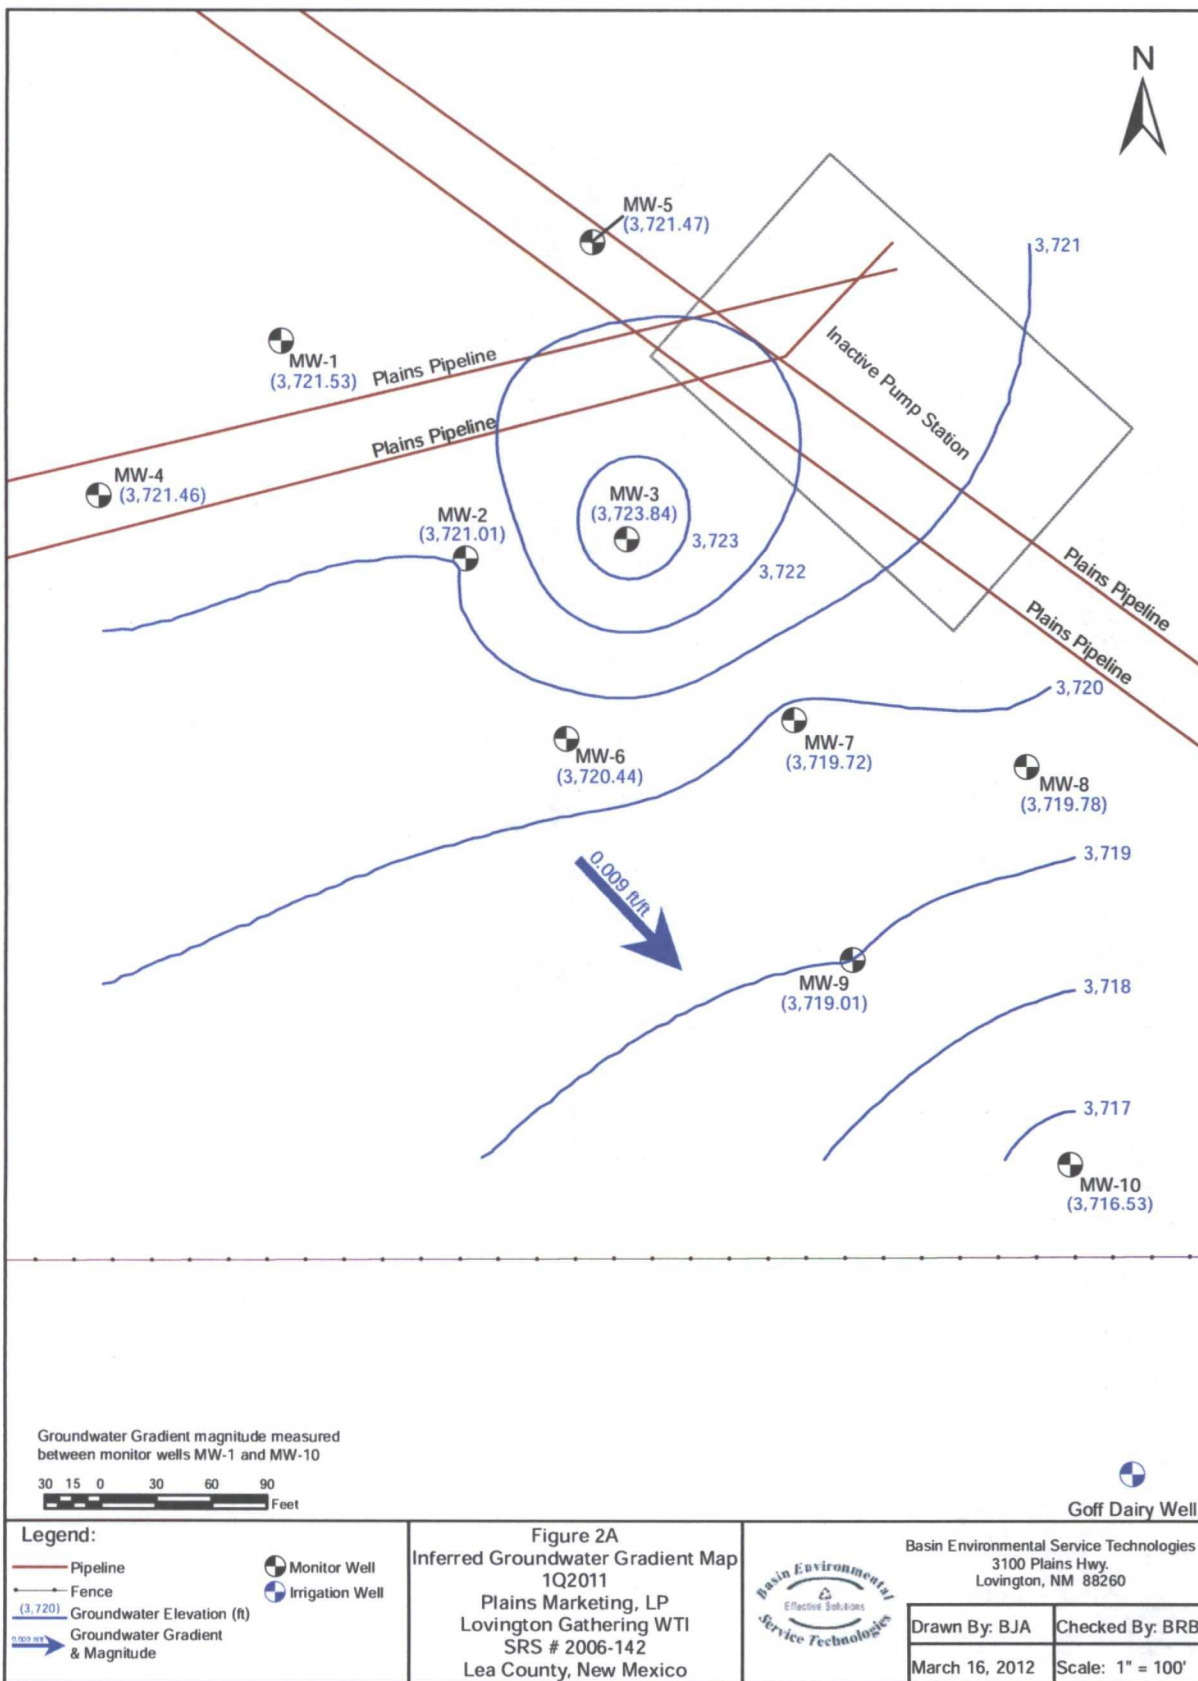 N
MW-5
(3,721.47)
3,721
MW-1
(3,721.53)
Plains Pipeline
Inactive Pump Station
Plains Pipeline
MW-4
(3,721.46)
MW-3
(3,723.84)
MW-2
(3,721.01)
3,723
3,722
Plains Pipeline
Plains Pipeline
3,720
MW-6
(3,720.44)
MW-7
(3,719.72)
MW-8
(3,719.78)
0.009 ft/ft
3,719
MW-9
(3,719.01)
3,718
3,717
MW-10
(3,716.53)
Groundwater Gradient magnitude measured
between monitor wells MW-1 and MW-10
30 15 0 30 60 90
Feet
Goff Dairy Well
Legend:
Pipeline
Fence
(3,720) Groundwater Elevation (ft)
0.009 ft/ft Groundwater Gradient
& Magnitude
Monitor Well
Irrigation Well
Figure 2A
Inferred Groundwater Gradient Map
1Q2011
Plains Marketing, LP
Lovington Gathering WTI
SRS # 2006-142
Lea County, New Mexico
Basin Environmental
Effective Solutions
Service Technologies
Basin Environmental Service Technologies
3100 Plains Hwy.
Lovington, NM 88260
Drawn By: BJA
Checked By: BRB
March 16, 2012
Scale: 1" = 100'